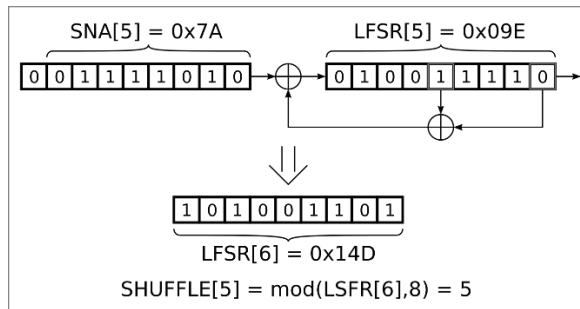 SNA[5] = 0x7A LFSR[5] = 0x09E
0 0 1 1 1 1 0 1 0 0 1 0 0 1 1 1 1 0
1 0 1 0 0 1 1 0 1
LFSR[6] = 0x14D
SHUFFLE[5] = mod(LSFR[6],8) = 5